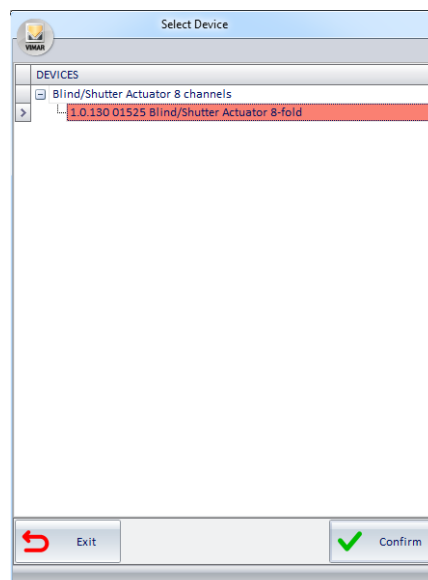 Select Device
VIMAR
DEVICES
Blind/Shutter Actuator 8 channels
1.0.130 01525 Blind/Shutter Actuator 8-fold
Exit
Confirm